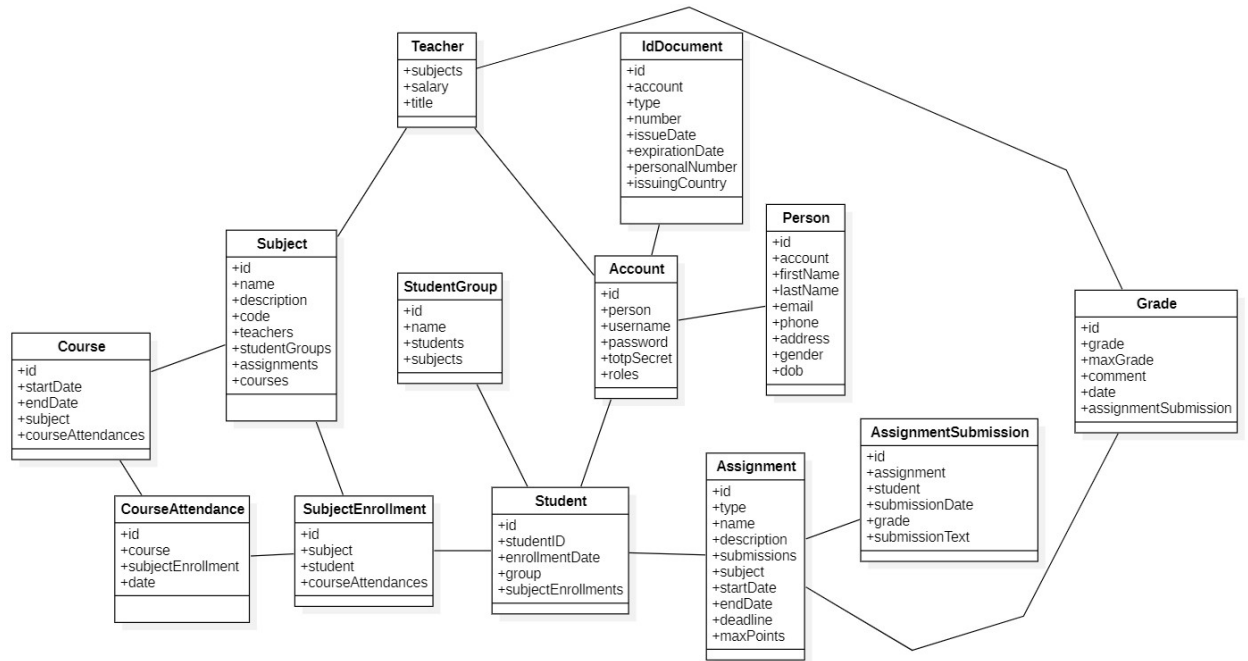 Teacher
+subjects
+salary
+title
IdDocument
+id
+account
+type
+number
+issueDate
+expirationDate
+personalNumber
+issuingCountry
Person
+id
+account
+firstName
+lastName
+email
+phone
+address
+gender
+dob
Subject
+id
+name
+description
+code
+teachers
+studentGroups
+assignments
+courses
StudentGroup
+id
+name
+students
+subjects
Account
+id
+person
+username
+password
+totpSecret
+roles
Grade
+id
+grade
+maxGrade
+comment
+date
+assignmentSubmission
Course
+id
+startDate
+endDate
+subject
+courseAttendances
AssignmentSubmission
+id
+assignment
+student
+submissionDate
+grade
+submissionText
Assignment
+id
+type
+name
+description
+submissions
+subject
+startDate
+endDate
+deadline
+maxPoints
CourseAttendance
+id
+course
+subjectEnrollment
+date
SubjectEnrollment
+id
+subject
+student
+courseAttendances
Student
+id
+studentID
+enrollmentDate
+group
+subjectEnrollments